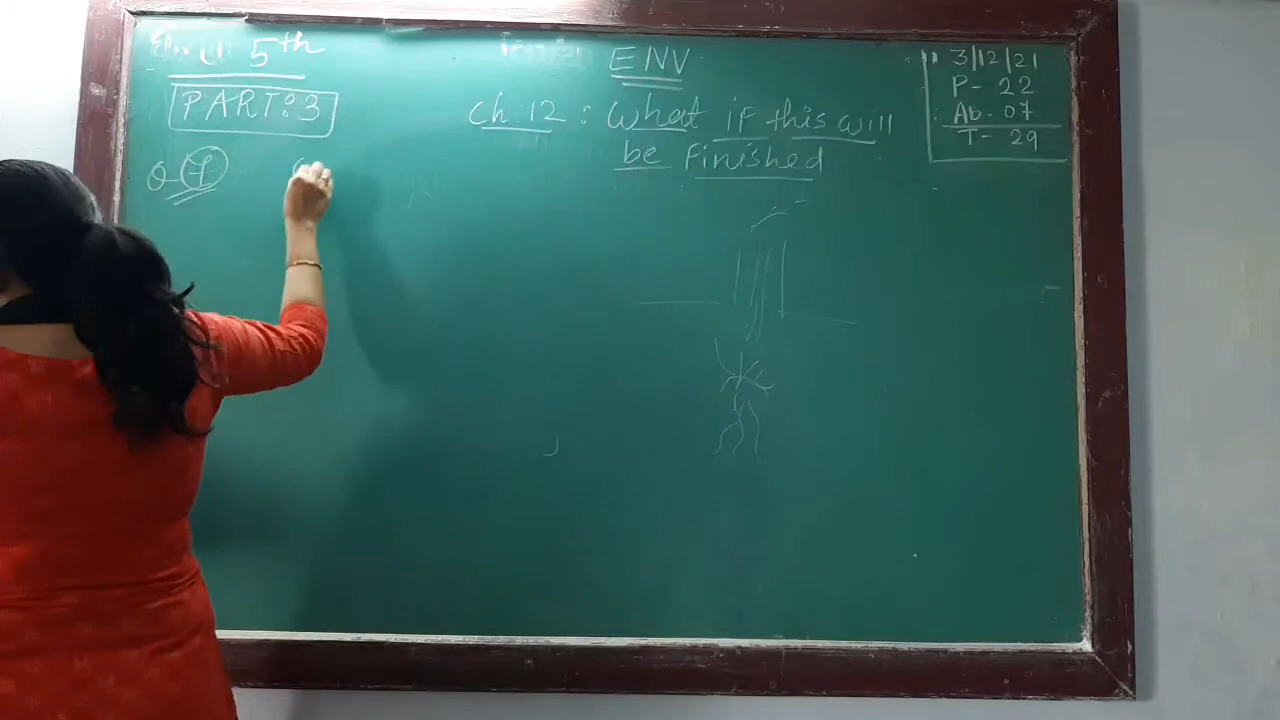 5th
PART:3
ENV
Ch 12 : What if this will
be Finished
3/12/21
P- 22
Ab- 07
T- 29